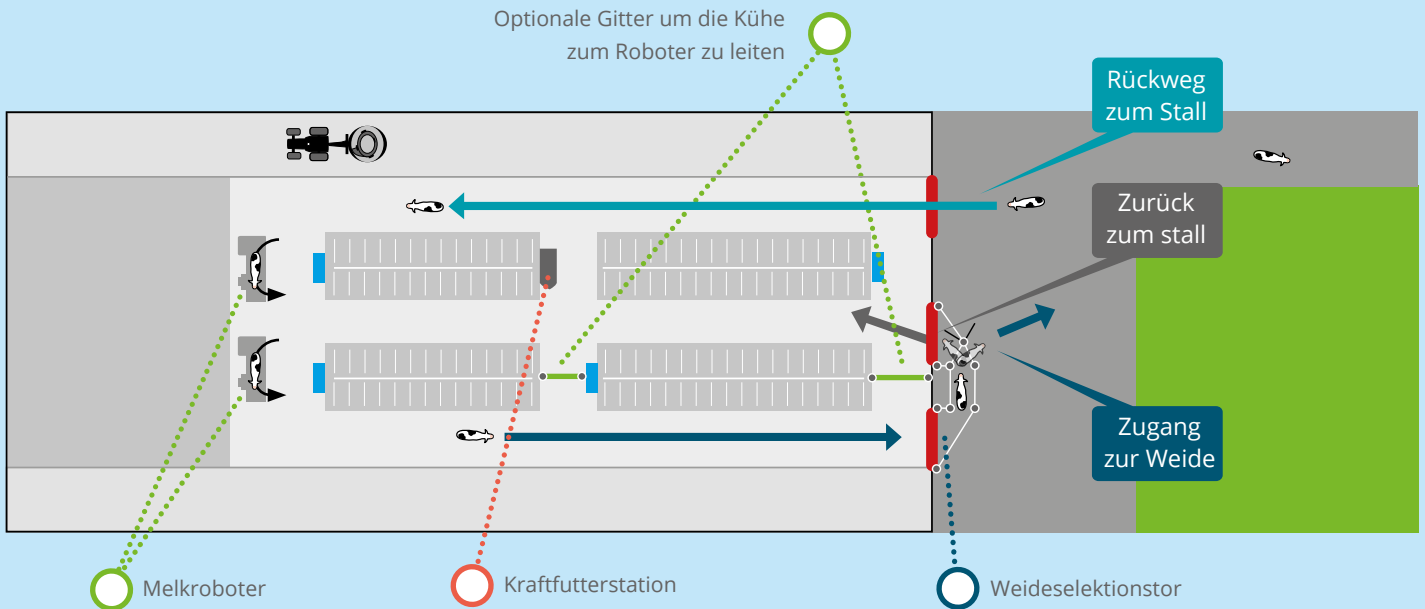 Optionale Gitter um die Kühe
zum Roboter zu leiten
Rückweg
zum Stall
Zurück
zum stall
Zugang
zur Weide
Melkroboter
Kraftfutterstation
Weideselektionstor